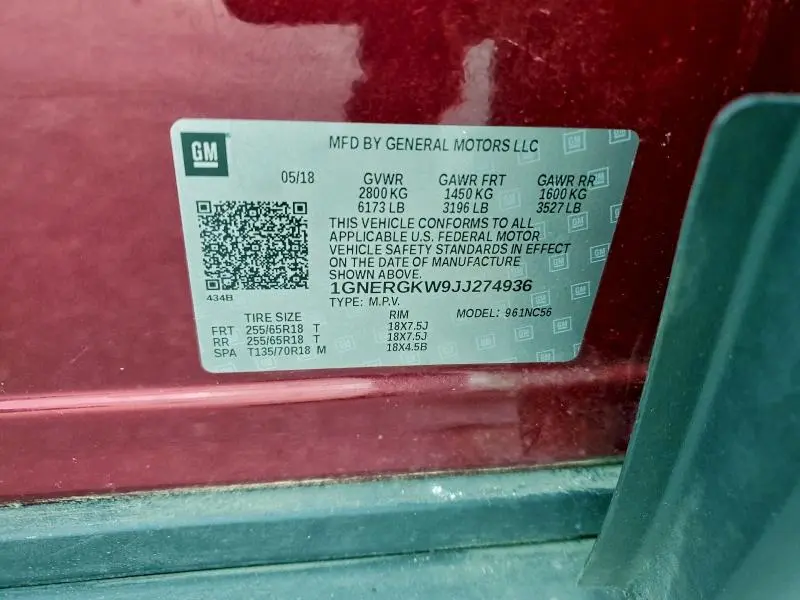 GM
MFD BY GENERAL MOTORS LLC
05/18 GVWR GAWR FRT GAWR RR
2800 KG 1450 KG 1600 KG
6173 LB 3196 LB 3527 LB
THIS VEHICLE CONFORMS TO ALL
APPLICABLE U.S. FEDERAL MOTOR
VEHICLE SAFETY STANDARDS IN EFFECT
ON THE DATE OF MANUFACTURE
SHOWN ABOVE.
434B
1GNERGKW9JJ274936
TYPE: M.P.V. MODEL: 961NC56
TIRE SIZE RIM
FRT 255/65R18 T 18X7.5J
RR 255/65R18 T 18X7.5J
SPA T135/70R18 M 18X4.5B